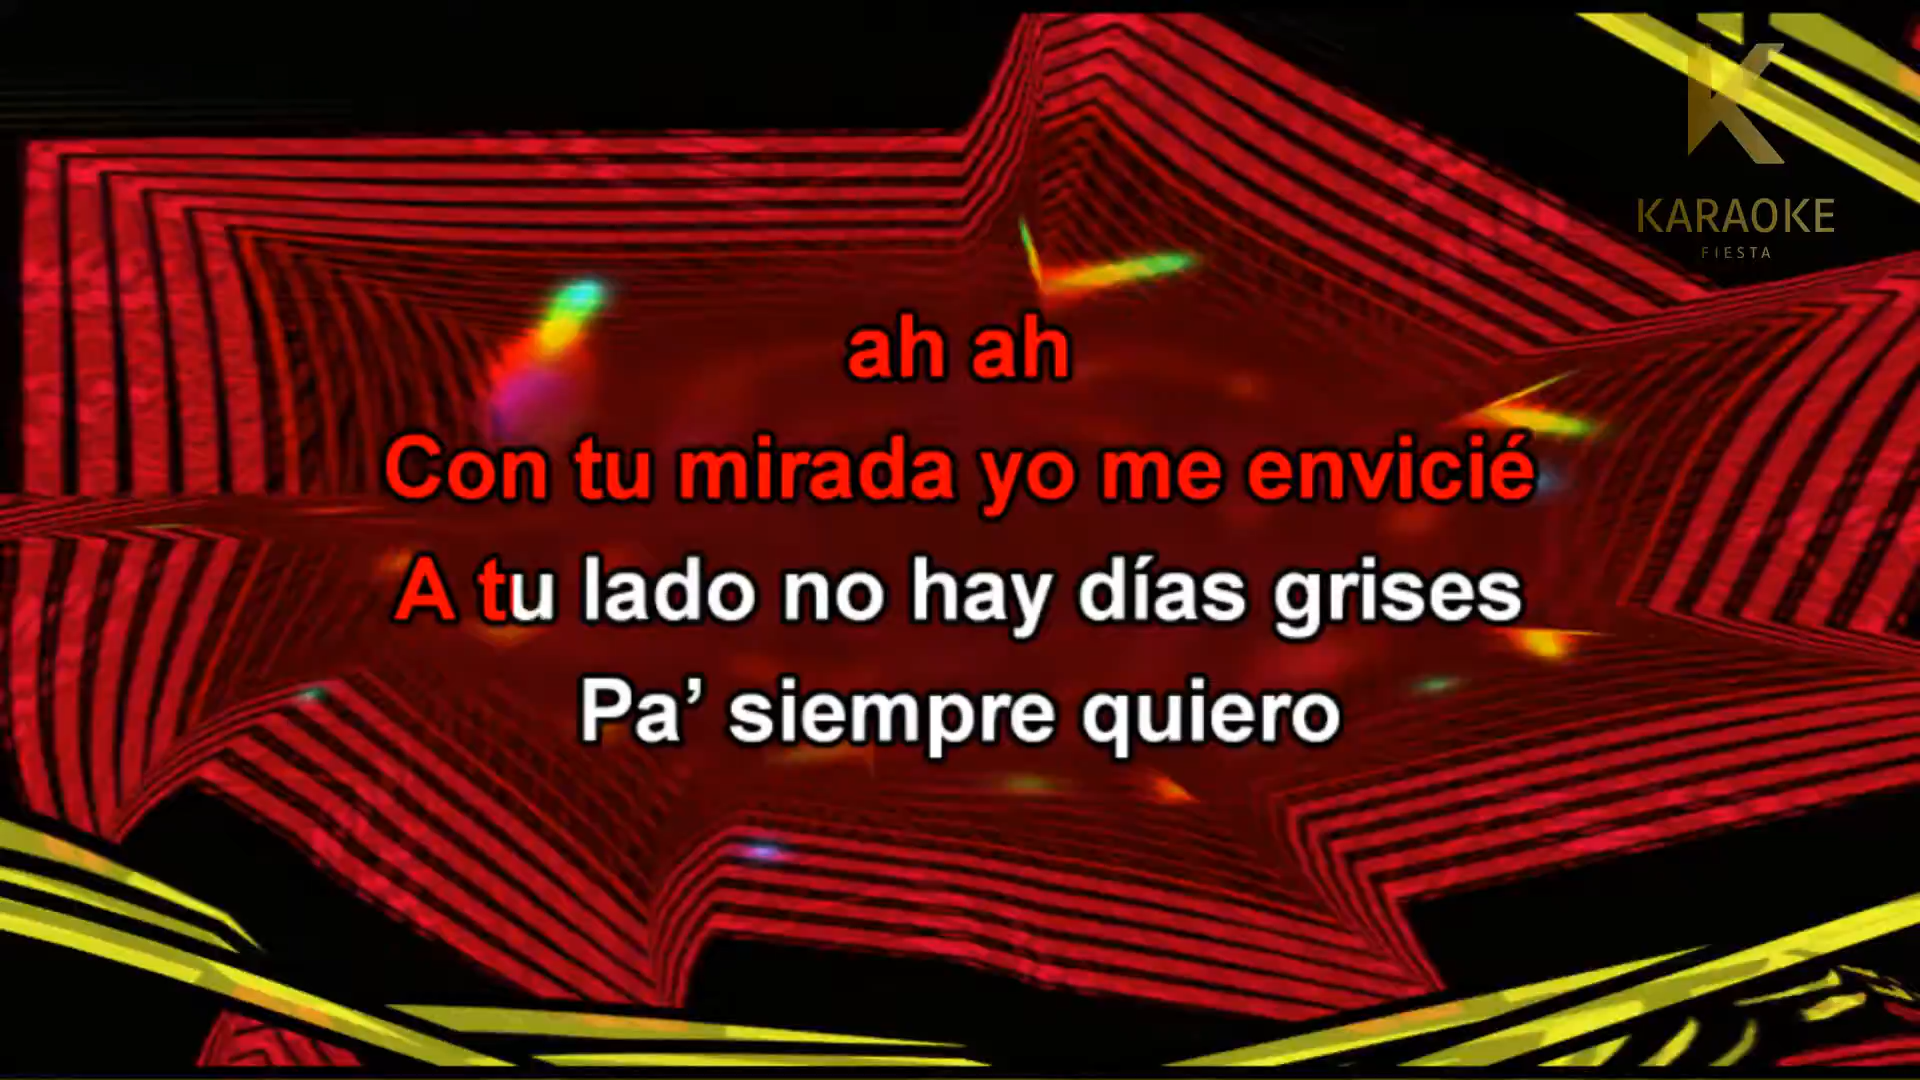 K
KARAOKE
FIESTA
ah ah
Con tu mirada yo me envicié
A tu lado no hay días grises
Pa’ siempre quiero